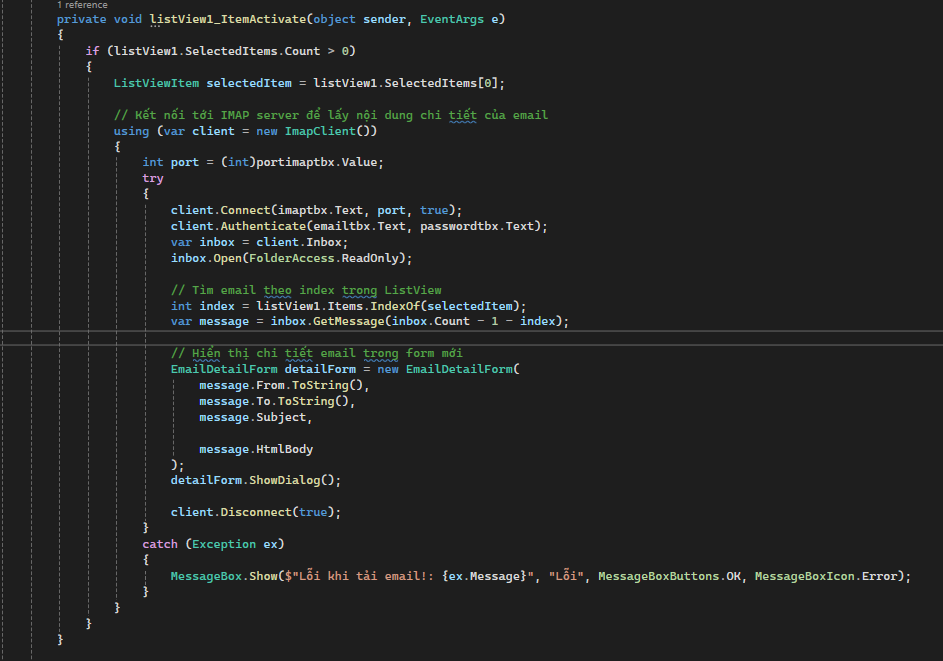 1 reference
private void listView1_ItemActivate(object sender, EventArgs e)
{
if (listView1.SelectedItems.Count > 0)
{
ListViewItem selectedItem = listView1.SelectedItems[0];
// Kết nối tới IMAP server để lấy nội dung chi tiết của email
using (var client = new ImapClient())
{
int port = (int)portimaptbx.Value;
try
{
client.Connect(imaptbx.Text, port, true);
client.Authenticate(emailtbx.Text, passwordtbx.Text);
var inbox = client.Inbox;
inbox.Open(FolderAccess.ReadOnly);
// Tìm email theo index trong ListView
int index = listView1.Items.IndexOf(selectedItem);
var message = inbox.GetMessage(inbox.Count - 1 - index);
// Hiển thị chi tiết email trong form mới
EmailDetailForm detailForm = new EmailDetailForm(
message.From.ToString(),
message.To.ToString(),
message.Subject,
message.HtmlBody
);
detailForm.ShowDialog();
client.Disconnect(true);
}
catch (Exception ex)
{
MessageBox.Show($"Lỗi khi tải email!: {ex.Message}", "Lỗi", MessageBoxButtons.OK, MessageBoxIcon.Error);
}
}
}
}